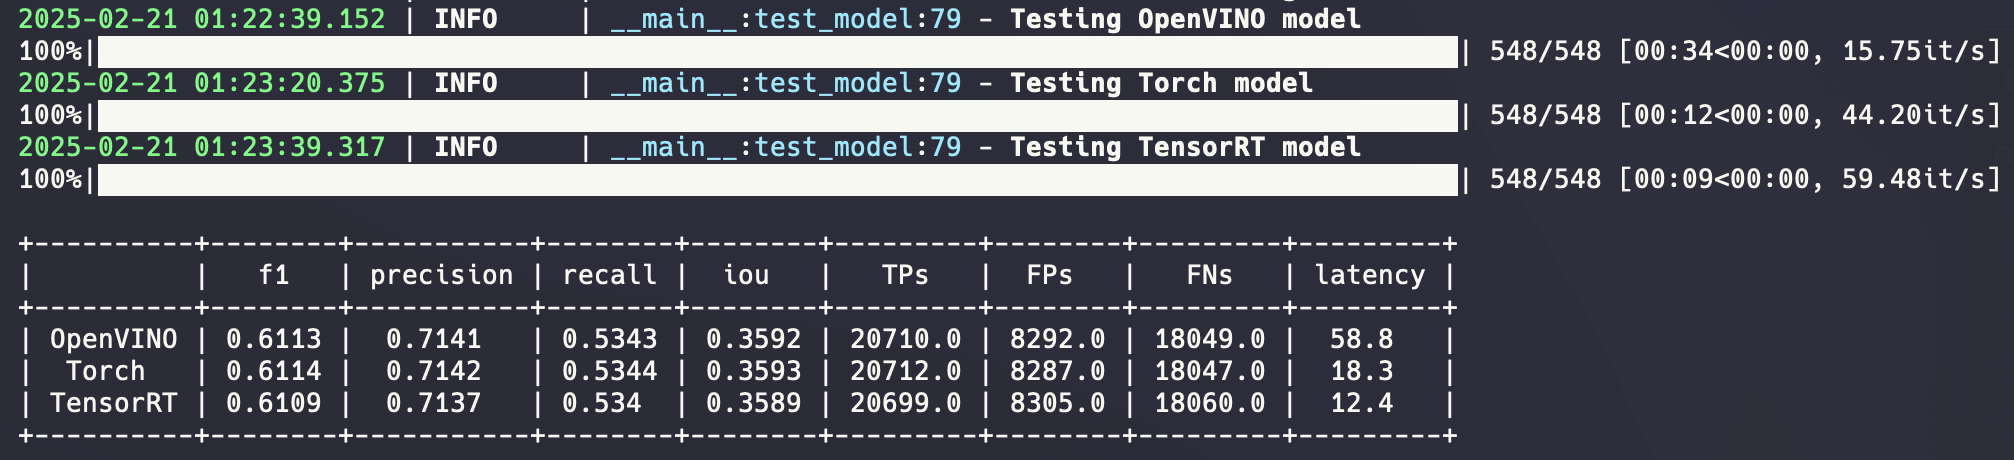 2025-02-21 01:22:39.152 | INFO     | __main__:test_model:79 - Testing OpenVINO model
100%|██████████| 548/548 [00:34<00:00, 15.75it/s]
2025-02-21 01:23:20.375 | INFO     | __main__:test_model:79 - Testing Torch model
100%|██████████| 548/548 [00:12<00:00, 44.20it/s]
2025-02-21 01:23:39.317 | INFO     | __main__:test_model:79 - Testing TensorRT model
100%|██████████| 548/548 [00:09<00:00, 59.48it/s]
+----------+--------+-----------+--------+--------+---------+--------+---------+---------+
|          |   f1   | precision | recall |  iou   |   TPs   |  FPs   |   FNs   | latency |
+----------+--------+-----------+--------+--------+---------+--------+---------+---------+
| OpenVINO | 0.6113 |  0.7141   | 0.5343 | 0.3592 | 20710.0 | 8292.0 | 18049.0 |  58.8   |
|  Torch   | 0.6114 |  0.7142   | 0.5344 | 0.3593 | 20712.0 | 8287.0 | 18047.0 |  18.3   |
| TensorRT | 0.6109 |  0.7137   | 0.534  | 0.3589 | 20699.0 | 8305.0 | 18060.0 |  12.4   |
+----------+--------+-----------+--------+--------+---------+--------+---------+---------+